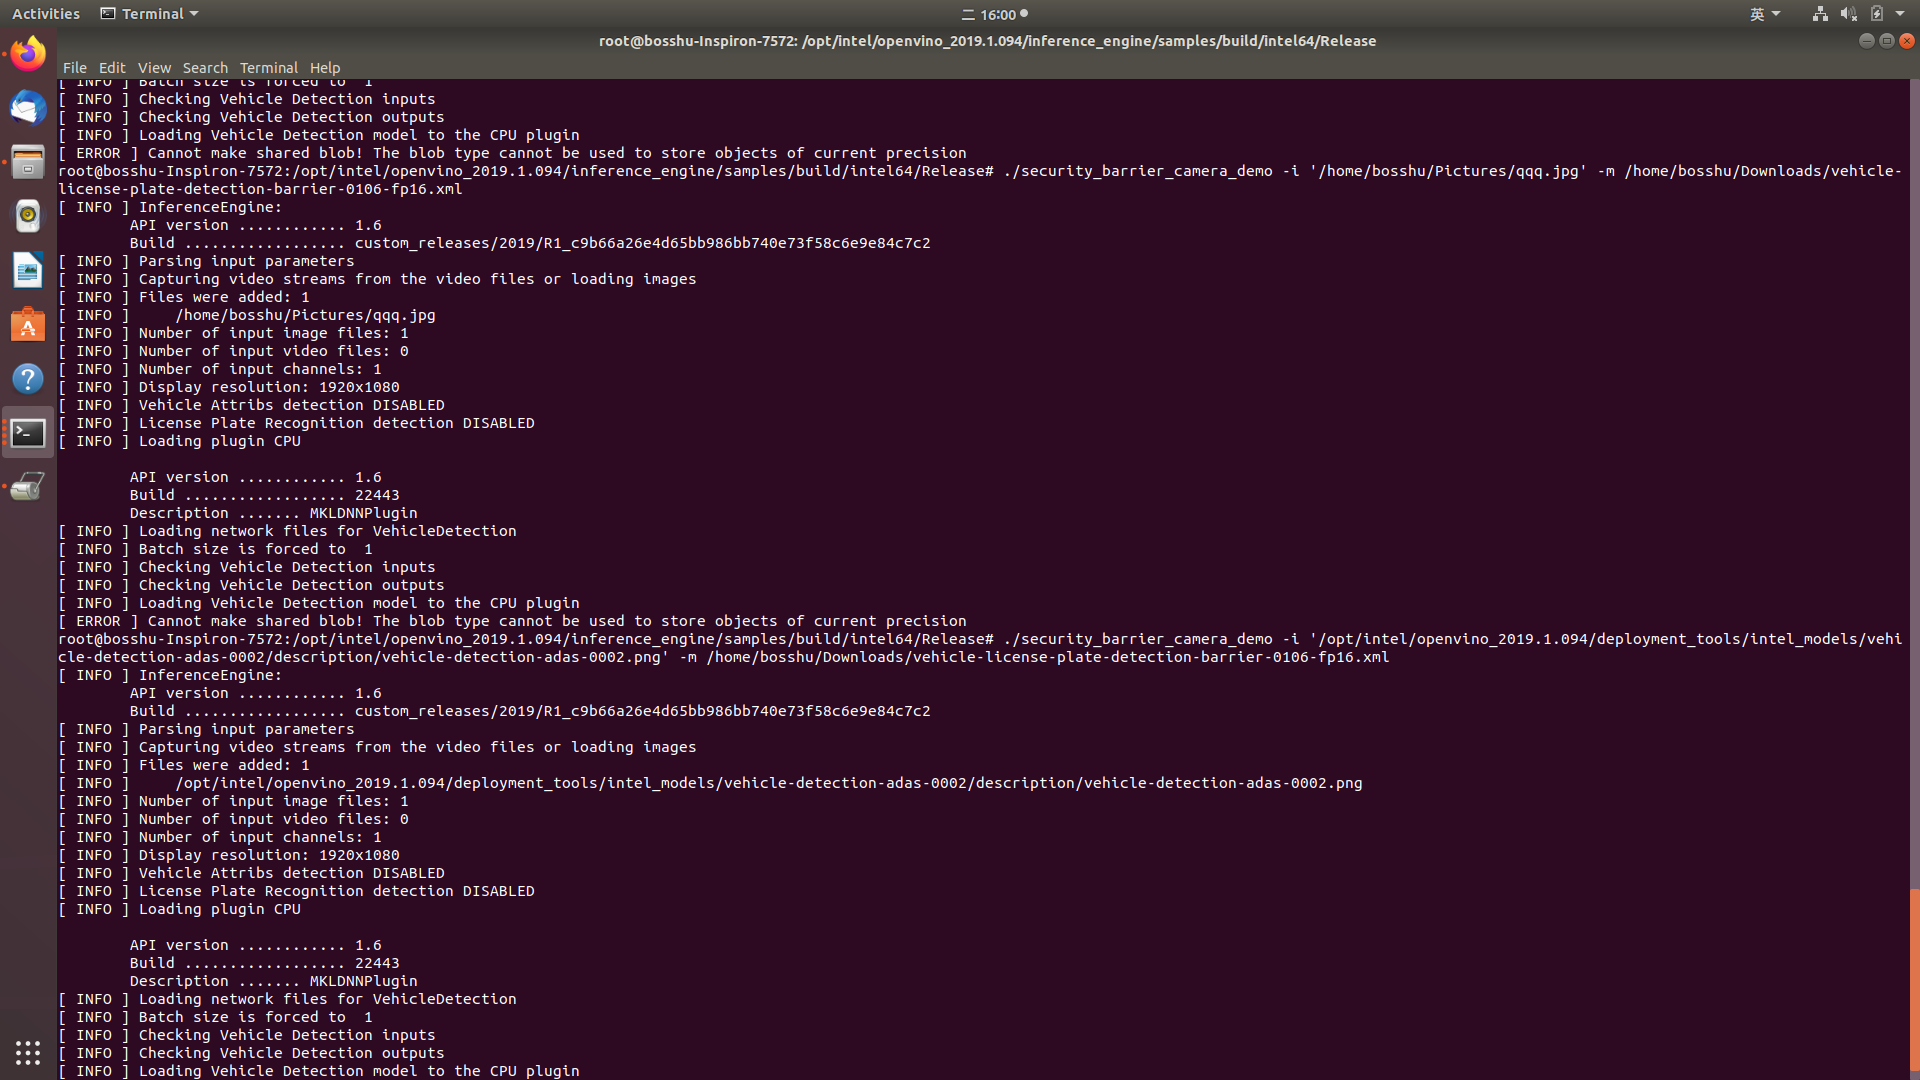 Activities
Terminal
二 16:00
英
root@bosshu-Inspiron-7572: /opt/intel/openvino_2019.1.094/inference_engine/samples/build/intel64/Release
File Edit View Search Terminal Help
[ INFO ] Batch size is forced to  1
[ INFO ] Checking Vehicle Detection inputs
[ INFO ] Checking Vehicle Detection outputs
[ INFO ] Loading Vehicle Detection model to the CPU plugin
[ ERROR ] Cannot make shared blob! The blob type cannot be used to store objects of current precision
root@bosshu-Inspiron-7572:/opt/intel/openvino_2019.1.094/inference_engine/samples/build/intel64/Release# ./security_barrier_camera_demo -i '/home/bosshu/Pictures/qqq.jpg' -m /home/bosshu/Downloads/vehicle-
license-plate-detection-barrier-0106-fp16.xml
[ INFO ] InferenceEngine:
API version ............ 1.6
Build .................. custom_releases/2019/R1_c9b66a26e4d65bb986bb740e73f58c6e9e84c7c2
[ INFO ] Parsing input parameters
[ INFO ] Capturing video streams from the video files or loading images
[ INFO ] Files were added: 1
[ INFO ]     /home/bosshu/Pictures/qqq.jpg
[ INFO ] Number of input image files: 1
[ INFO ] Number of input video files: 0
[ INFO ] Number of input channels: 1
[ INFO ] Display resolution: 1920x1080
[ INFO ] Vehicle Attribs detection DISABLED
[ INFO ] License Plate Recognition detection DISABLED
[ INFO ] Loading plugin CPU
API version ............ 1.6
Build .................. 22443
Description ....... MKLDNNPlugin
[ INFO ] Loading network files for VehicleDetection
[ INFO ] Batch size is forced to  1
[ INFO ] Checking Vehicle Detection inputs
[ INFO ] Checking Vehicle Detection outputs
[ INFO ] Loading Vehicle Detection model to the CPU plugin
[ ERROR ] Cannot make shared blob! The blob type cannot be used to store objects of current precision
root@bosshu-Inspiron-7572:/opt/intel/openvino_2019.1.094/inference_engine/samples/build/intel64/Release# ./security_barrier_camera_demo -i '/opt/intel/openvino_2019.1.094/deployment_tools/intel_models/vehi
cle-detection-adas-0002/description/vehicle-detection-adas-0002.png' -m /home/bosshu/Downloads/vehicle-license-plate-detection-barrier-0106-fp16.xml
[ INFO ] InferenceEngine:
API version ............ 1.6
Build .................. custom_releases/2019/R1_c9b66a26e4d65bb986bb740e73f58c6e9e84c7c2
[ INFO ] Parsing input parameters
[ INFO ] Capturing video streams from the video files or loading images
[ INFO ] Files were added: 1
[ INFO ]     /opt/intel/openvino_2019.1.094/deployment_tools/intel_models/vehicle-detection-adas-0002/description/vehicle-detection-adas-0002.png
[ INFO ] Number of input image files: 1
[ INFO ] Number of input video files: 0
[ INFO ] Number of input channels: 1
[ INFO ] Display resolution: 1920x1080
[ INFO ] Vehicle Attribs detection DISABLED
[ INFO ] License Plate Recognition detection DISABLED
[ INFO ] Loading plugin CPU
API version ............ 1.6
Build .................. 22443
Description ....... MKLDNNPlugin
[ INFO ] Loading network files for VehicleDetection
[ INFO ] Batch size is forced to  1
[ INFO ] Checking Vehicle Detection inputs
[ INFO ] Checking Vehicle Detection outputs
[ INFO ] Loading Vehicle Detection model to the CPU plugin